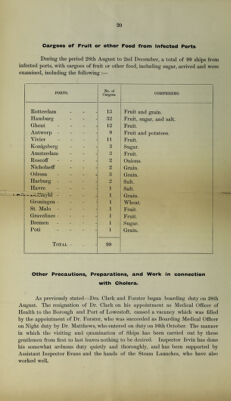 20
Cargoes of Fruit or other Food from Infected Ports
During the period 28th August to 2nd December, a total of 99 ships from
infected ports, with cargoes of fruit or other food, including sugar, arrived and were
examined, including the following :—
PORTS. No. of Cargoes COMPRISING
Rotterdam 13 Fruit and grain.
Hamburg 32 Fruit, sugar, and salt.
Ghent 12 Fruit.
Antwerp 9 Fruit and potatoes.
Vivier 11 Fruit.
Konigsberg 3 Sugar.
Amsterdam 2 Fruit.
Roscoff 2 Onions.
Nicholaeff 2 Grain.
Odessa 3 Grain.
Harburg 2 Salt.
Havre 1 Salt.
1 Grain.
Groningen 1 Wheat.
St. Malo 1 Fruit.
Gravelines 1 Fruit.
Bremen 1 Sugar.
Poti 1 Grain.
Total 99
Other Precautions, Preparations, and Work in connection
with Cholera.
As previously stated—Drs. Clark and Forster began boarding duty on 28th
August. The resignation of Dr. Clark on his appointment as Medical Officer of
Health to the Borough and Port of Lowestoft, caused a vacancy which was filled
by the appointment of Dr. Forster, who was succeeded as Boarding Medical Officer
on Night duty by Dr. Matthews, who entered on duty on 16th October. The manner
in which the visiting and examination of Ships has been carried out by these
gentlemen from first to last leaves nothing to be desired. Inspector Irvin has done
his somewhat arduous duty quietly and thoroughly, and has been supported by
Assistant Inspector Evans and the hands of the Steam Launches, who have also
worked well.